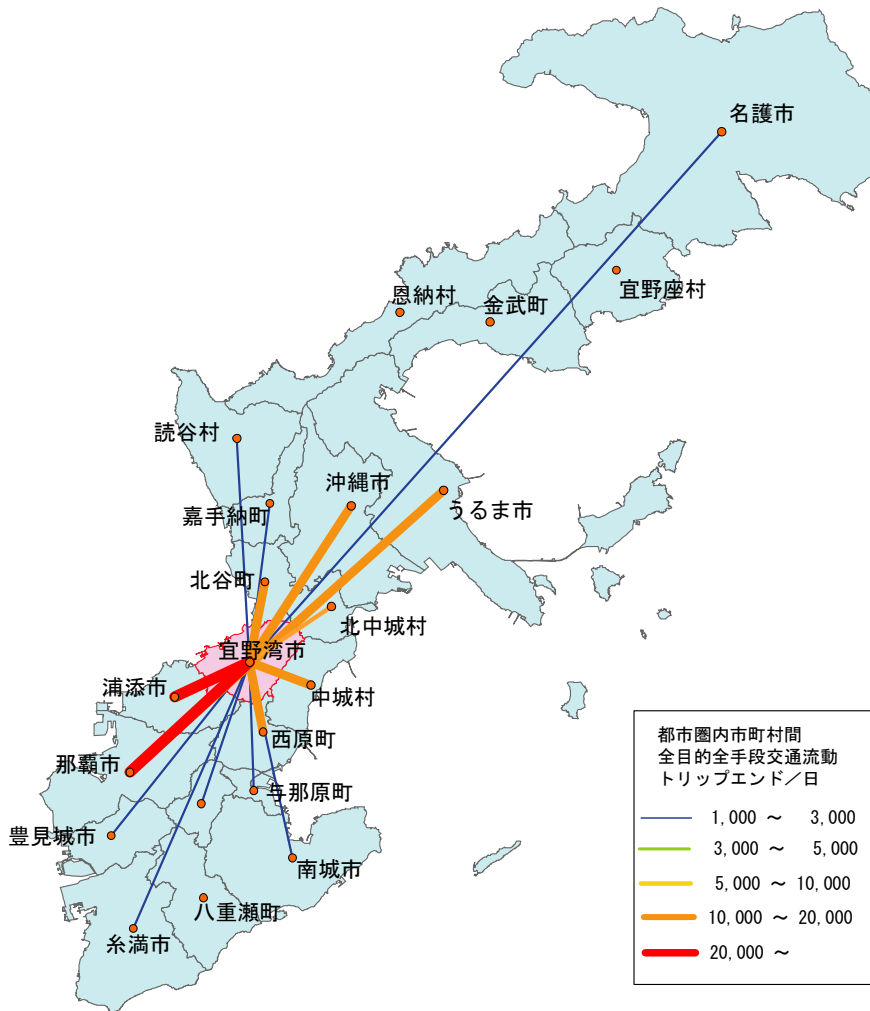 名護市
宜野座村
恩納村
金武町
読谷村
沖縄市
嘉手納町
うるま市
北谷町
北中城村
宜野湾市
浦添市
中城村
西原町
那覇市
与那原町
豊見城市
南城市
八重瀬町
糸満市
都市圏内市町村間
全目的全手段交通流動
トリップエンド／日
1,000 ～ 3,000
3,000 ～ 5,000
5,000 ～ 10,000
10,000 ～ 20,000
20,000 ～